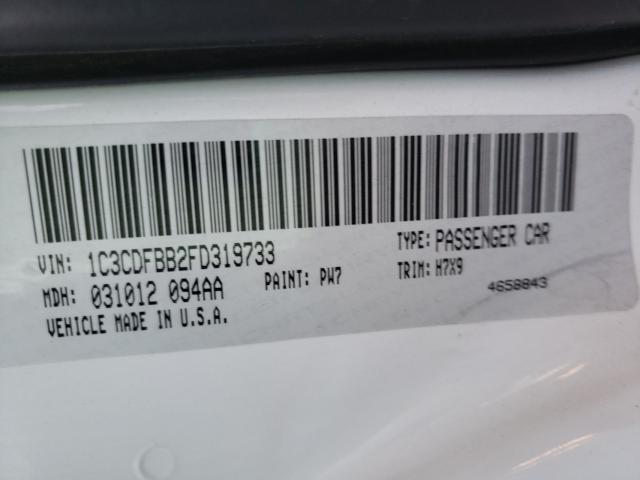 VIN: 1C3CDFBB2FD319733 TYPE: PASSENGER CAR
MDH: 031012 094AA PAINT: PW7 TRIM: H7X9
VEHICLE MADE IN U.S.A. 4658843